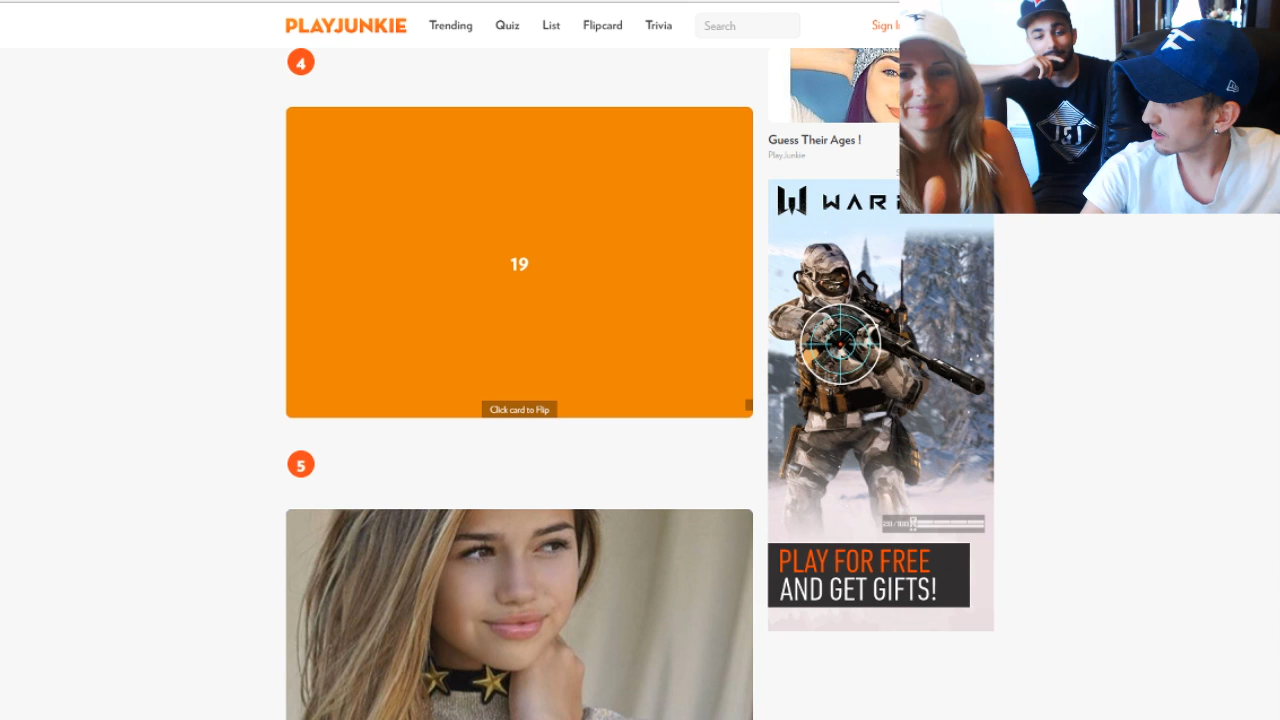 PLAYJUNKIE Trending Quiz List Flipcard Trivia Search Sign
4
19
Click card to Flip
5
Guess Their Ages !
PlayJunkie
PLAY FOR FREE
AND GET GIFTS!